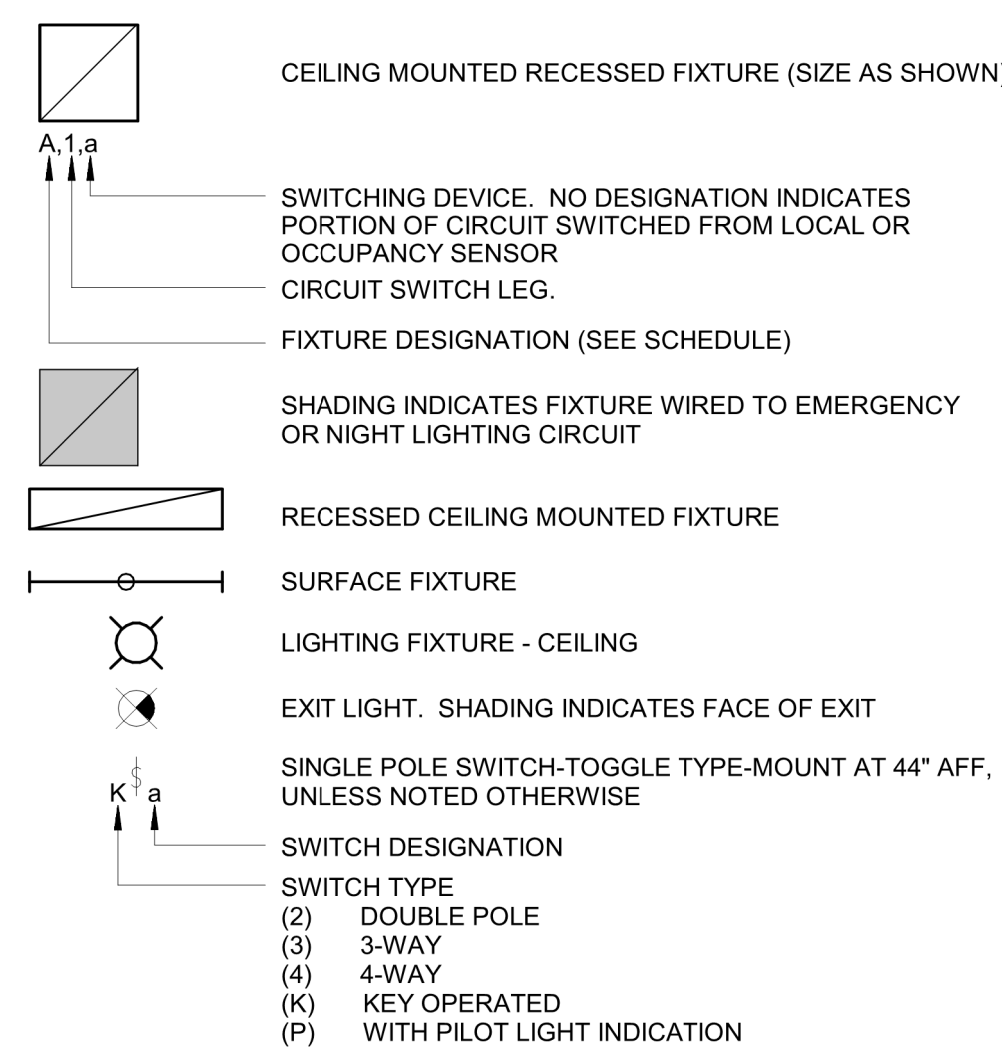 CEILING MOUNTED RECESSED FIXTURE (SIZE AS SHOWN)
A,1,a
SWITCHING DEVICE. NO DESIGNATION INDICATES
PORTION OF CIRCUIT SWITCHED FROM LOCAL OR
OCCUPANCY SENSOR
CIRCUIT SWITCH LEG.
FIXTURE DESIGNATION (SEE SCHEDULE)
SHADING INDICATES FIXTURE WIRED TO EMERGENCY
OR NIGHT LIGHTING CIRCUIT
RECESSED CEILING MOUNTED FIXTURE
SURFACE FIXTURE
LIGHTING FIXTURE - CEILING
EXIT LIGHT. SHADING INDICATES FACE OF EXIT
K $ a
SINGLE POLE SWITCH-TOGGLE TYPE-MOUNT AT 44" AFF,
UNLESS NOTED OTHERWISE
SWITCH DESIGNATION
SWITCH TYPE
(2) DOUBLE POLE
(3) 3-WAY
(4) 4-WAY
(K) KEY OPERATED
(P) WITH PILOT LIGHT INDICATION